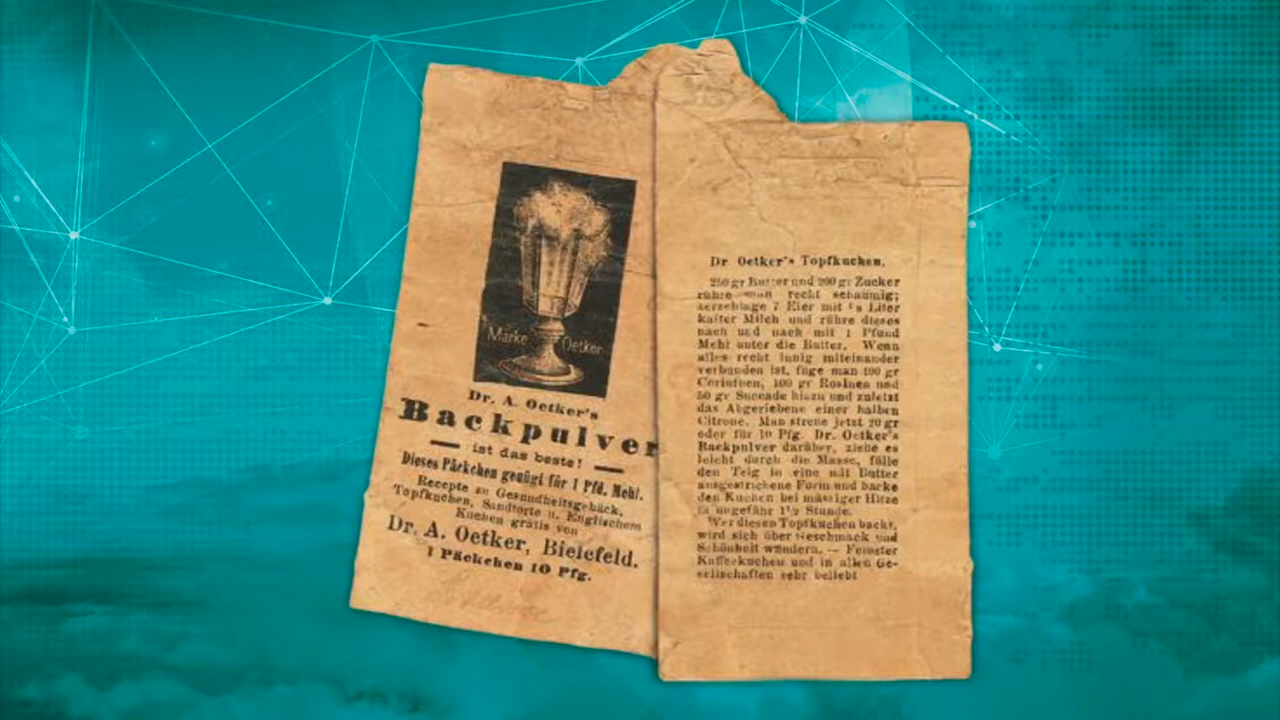 Marke Oetker
Dr. A. Oetker's
Backpulver
ist das beste!
Dieses Päckchen genügt für 1 Pfd. Mehl.
Recepte zu Gesundheitsgebäck,
Topfkuchen, Sandtorte u. Englischem
Kuchen gratis von
Dr. A. Oetker, Bielefeld.
1 Päckchen 10 Pfg.
Dr Oetker's Topfkuchen.
250 gr Butter und 200 gr Zucker
rühre man recht schaumig;
zerschlage 7 Eier mit Liter
kalter Milch und rühre dieses
nach und nach mit 1 Pfund
Mehl unter die Butter. Wenn
alles recht innig miteinander
verbunden ist, füge man 100 gr
Corinthen, 100 gr Rosinen und
50 gr Succade hinzu und zuletzt
das Abgeriebene einer halben
Citrone. Man streue jetzt 20 gr
oder für 10 Pfg. Dr. Oetker's
Backpulver darüber, ziehe es
leicht durch die Masse, fülle
den Teig in eine mit Butter
ausgestrichene Form und backe
den Kuchen bei mässiger Hitze
in ungefähr 1½ Stunde.
Wer diesen Topfkuchen backt,
wird sich über Geschmack und
Schönheit wundern. — Feinster
Kaffeekuchen und in allen Ge-
sellschaften sehr beliebt